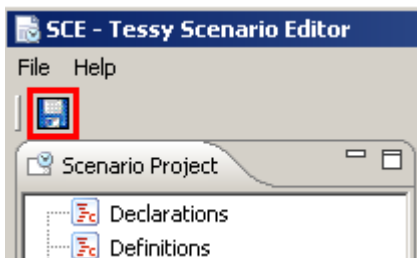 SCE - Tessy Scenario Editor
File Help
Scenario Project
Declarations
Definitions